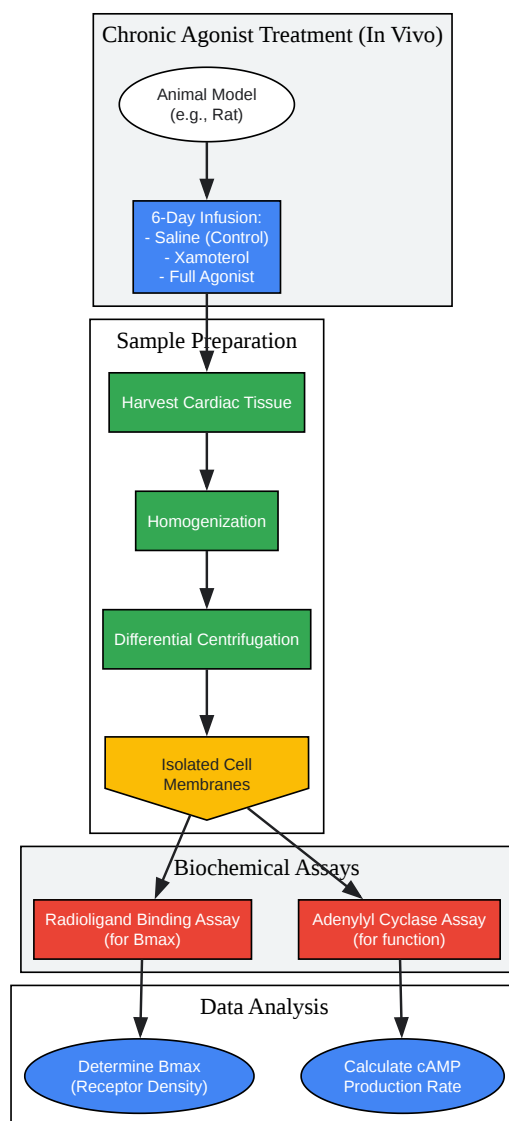 Chronic Agonist Treatment (In Vivo)
Animal Model
(e.g., Rat)
6-Day Infusion:
- Saline (Control)
- Xamoterol
- Full Agonist
Sample Preparation
Harvest Cardiac Tissue
Homogenization
Differential Centrifugation
Isolated Cell
Membranes
Biochemical Assays
Radioligand Binding Assay
(for Bmax)
Adenylyl Cyclase Assay
(for function)
Data Analysis
Determine Bmax
(Receptor Density)
Calculate cAMP
Production Rate